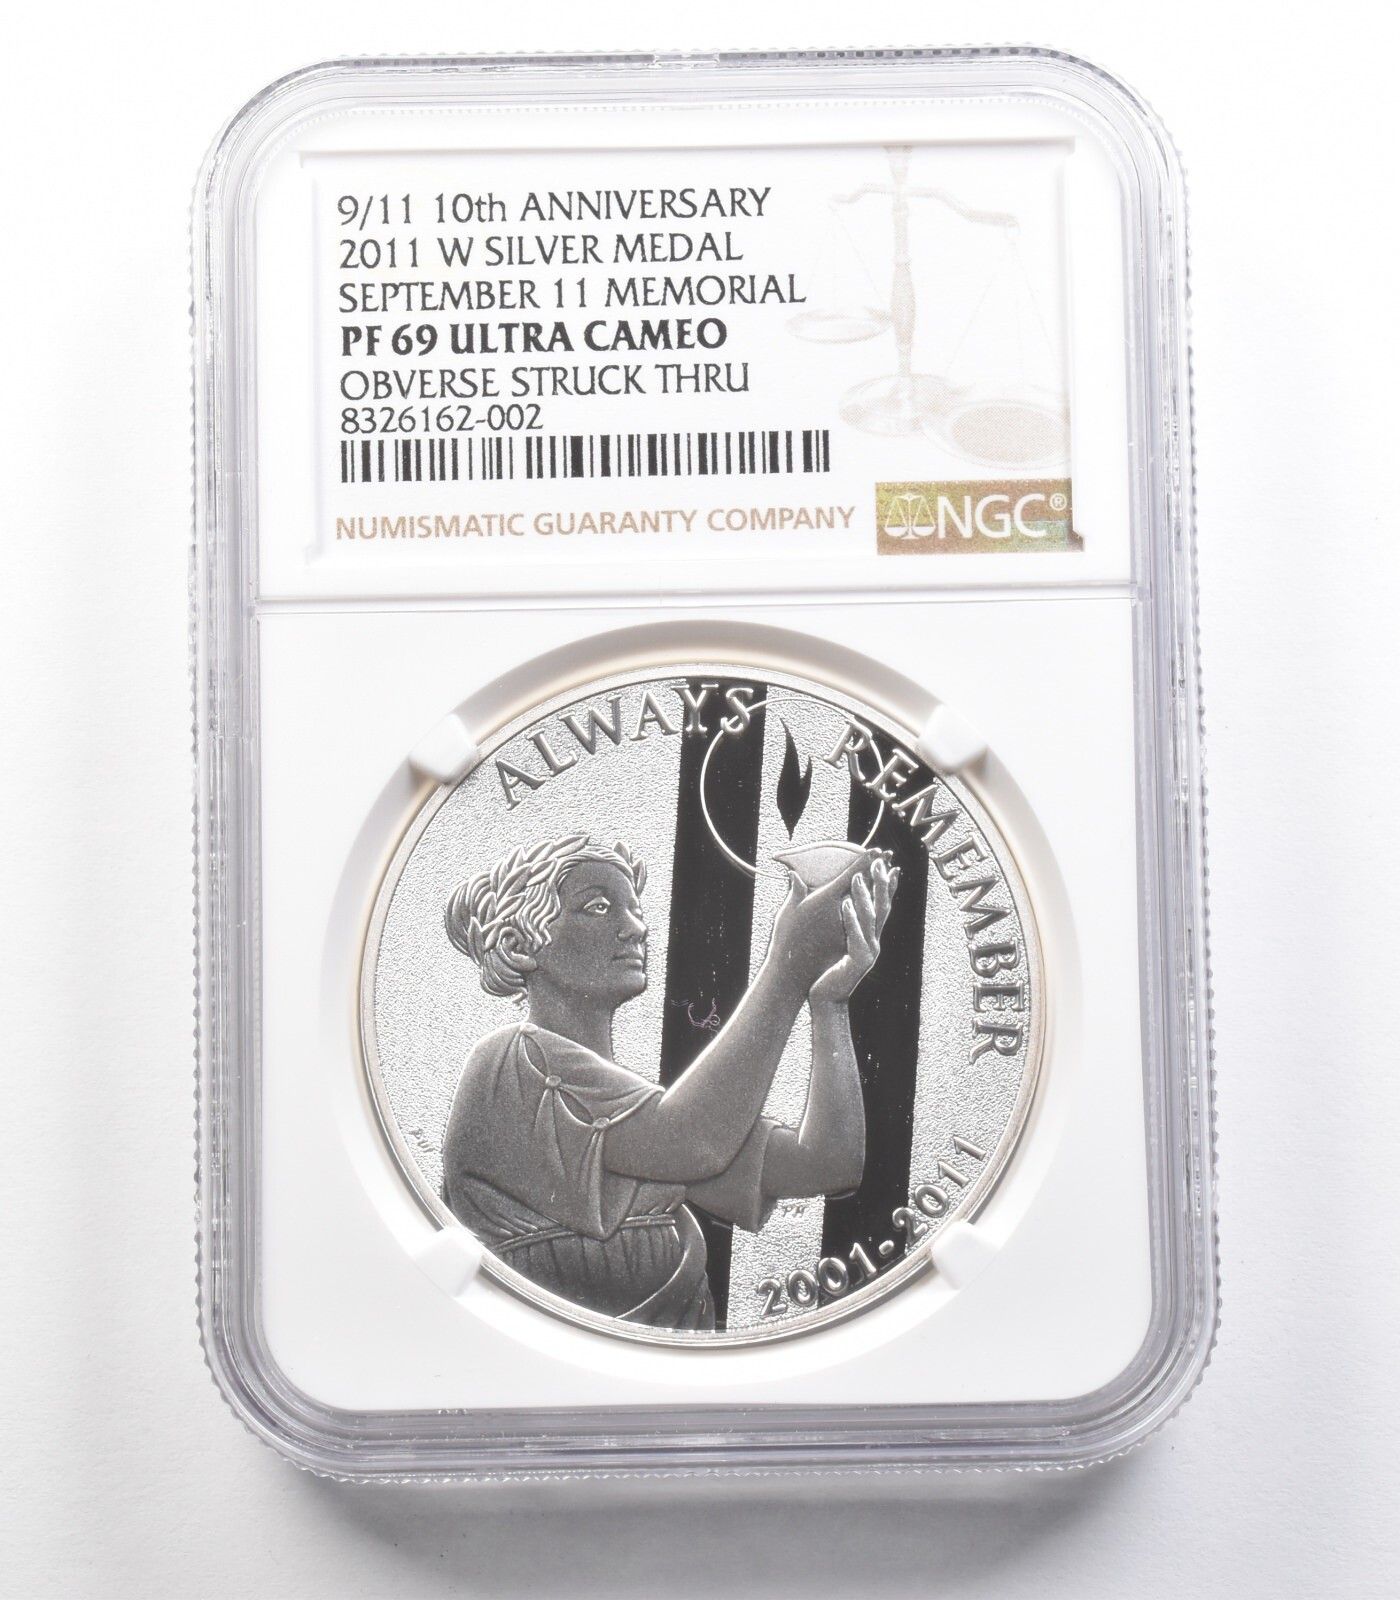 9/11 10th ANNIVERSARY
2011 W SILVER MEDAL
SEPTEMBER 11 MEMORIAL
PF 69 ULTRA CAMEO
OBVERSE STRUCK THRU
8326162-002
NUMISMATIC GUARANTY COMPANY
NGC®
ALWAYS REMEMBER
PH
2001-2011